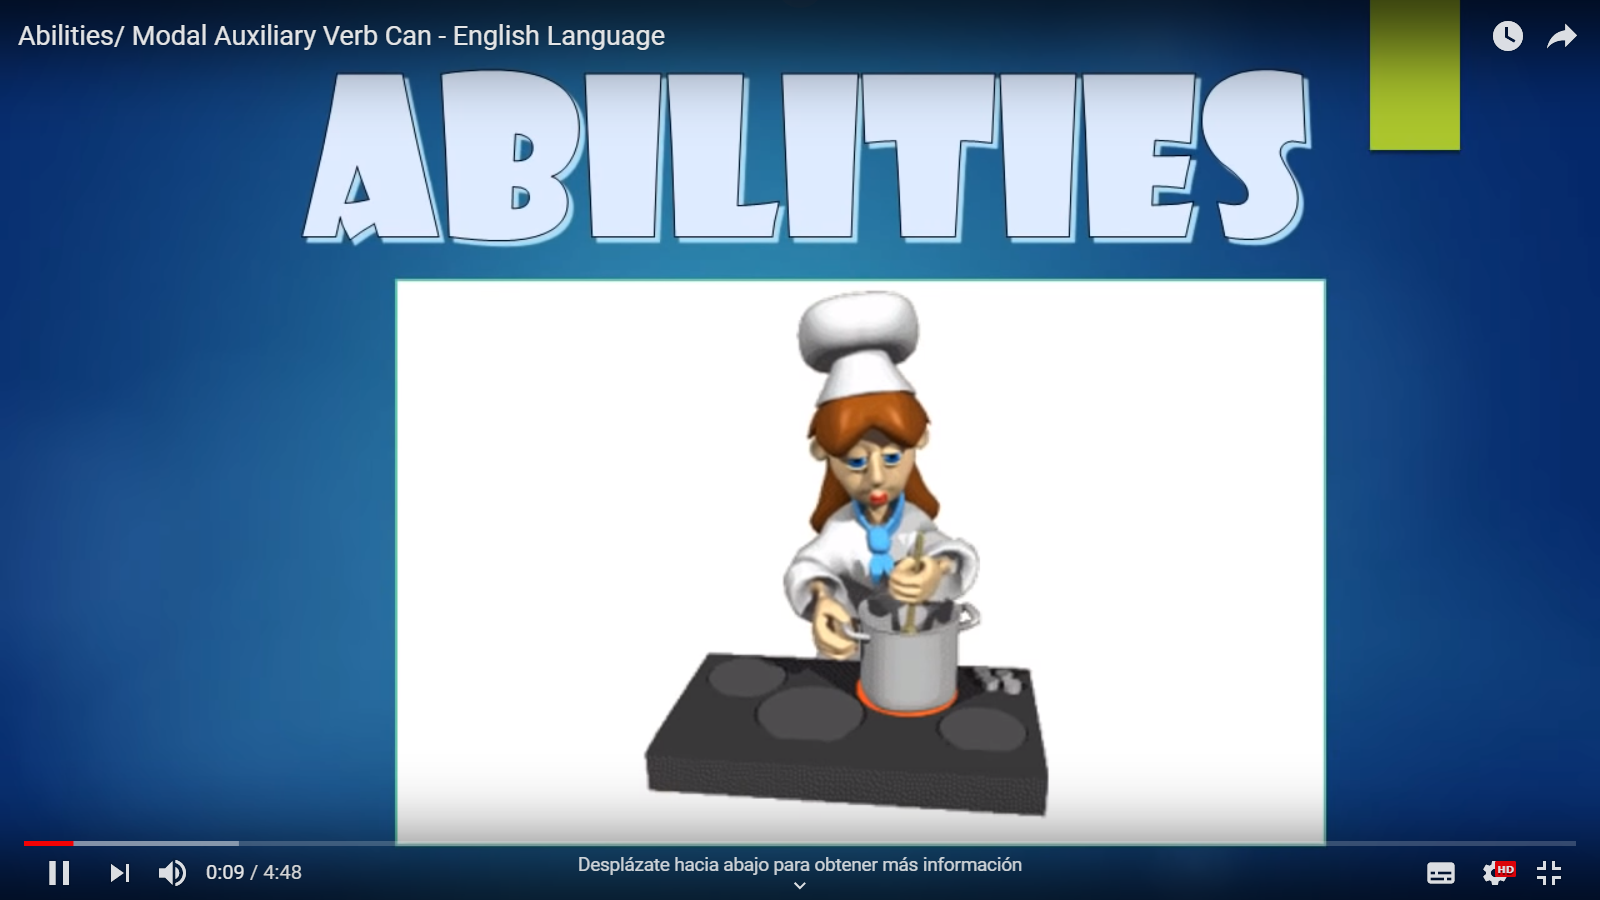 Abilities/ Modal Auxiliary Verb Can - English Language
ABILITIES
0:09 / 4:48
Desplázate hacia abajo para obtener más información
HD